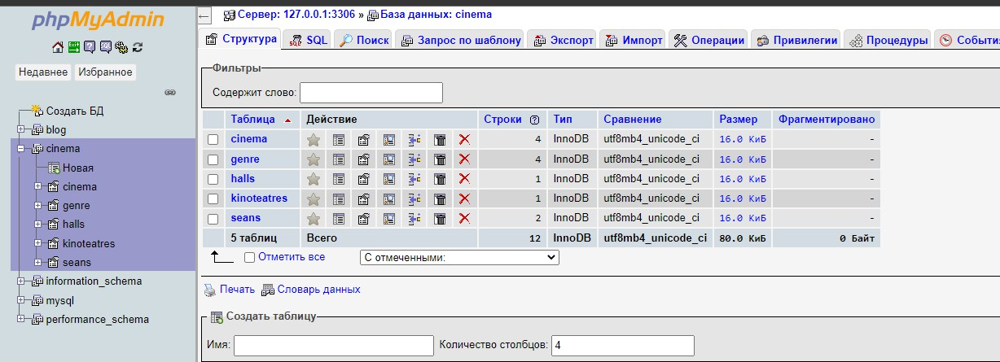 phpMyAdmin
Недавнее Избранное
Создать БД
blog
cinema
Новая
cinema
genre
halls
kinoteatres
seans
information_schema
mysql
performance_schema
Сервер: 127.0.0.1:3306 » База данных: cinema
Структура SQL Поиск Запрос по шаблону Экспорт Импорт Операции Привилегии Процедуры События
Фильтры
Содержит слово:
Таблица Действие Строки Тип Сравнение Размер Фрагментировано
cinema 4 InnoDB utf8mb4_unicode_ci 16.0 КиБ -
genre 4 InnoDB utf8mb4_unicode_ci 16.0 КиБ -
halls 1 InnoDB utf8mb4_unicode_ci 16.0 КиБ -
kinoteatres 1 InnoDB utf8mb4_unicode_ci 16.0 КиБ -
seans 2 InnoDB utf8mb4_unicode_ci 16.0 КиБ -
5 таблиц Всего 12 InnoDB utf8mb4_unicode_ci 80.0 КиБ 0 Байт
Отметить все С отмеченными:
Печать Словарь данных
Создать таблицу
Имя: Количество столбцов: 4